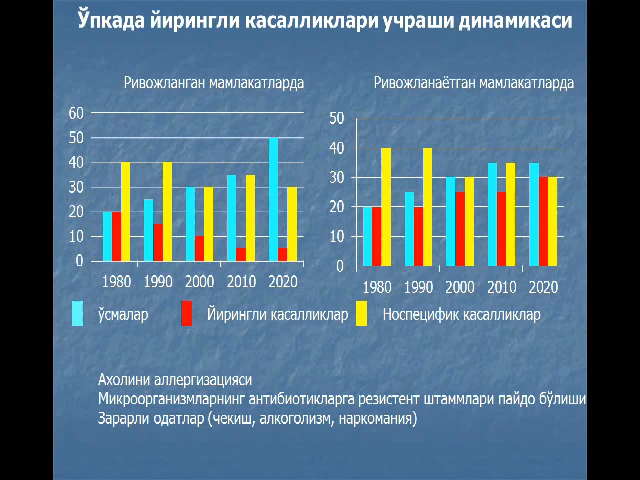 Ўпкада йирингли касалликлари учраши динамикаси
Ривожланган мамлакатларда
Ривожланаётган мамлакатларда
60
50
40
30
20
10
0
1980 1990 2000 2010 2020
50
40
30
20
10
0
1980 1990 2000 2010 2020
ўсмалар Йирингли касалликлар Носпецифик касалликлар
Ахолини аллергизацияси
Микроорганизмларнинг антибиотикларга резистент штаммлари пайдо бўлиши
Зарарли одатлар (чекиш, алкоголизм, наркомания)